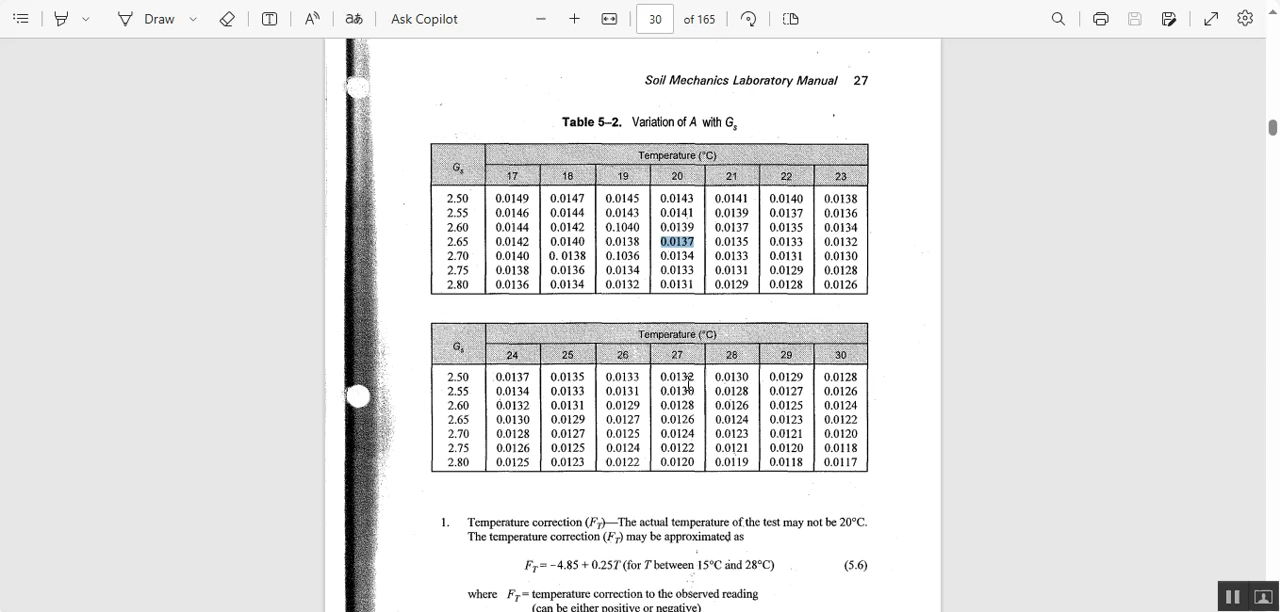 Draw
aあ
Ask Copilot
30 of 165
Soil Mechanics Laboratory Manual 27
Table 5–2. Variation of A with Gs
Gs Temperature (°C)
17 18 19 20 21 22 23
2.50 0.0149 0.0147 0.0145 0.0143 0.0141 0.0140 0.0138
2.55 0.0146 0.0144 0.0143 0.0141 0.0139 0.0137 0.0136
2.60 0.0144 0.0142 0.1040 0.0139 0.0137 0.0135 0.0134
2.65 0.0142 0.0140 0.0138 0.0137 0.0135 0.0133 0.0132
2.70 0.0140 0. 0138 0.1036 0.0134 0.0133 0.0131 0.0130
2.75 0.0138 0.0136 0.0134 0.0133 0.0131 0.0129 0.0128
2.80 0.0136 0.0134 0.0132 0.0131 0.0129 0.0128 0.0126
Gs Temperature (°C)
24 25 26 27 28 29 30
2.50 0.0137 0.0135 0.0133 0.0132 0.0130 0.0129 0.0128
2.55 0.0134 0.0133 0.0131 0.0130 0.0128 0.0127 0.0126
2.60 0.0132 0.0131 0.0129 0.0128 0.0126 0.0125 0.0124
2.65 0.0130 0.0129 0.0127 0.0126 0.0124 0.0123 0.0122
2.70 0.0128 0.0127 0.0125 0.0124 0.0123 0.0121 0.0120
2.75 0.0126 0.0125 0.0124 0.0122 0.0121 0.0120 0.0118
2.80 0.0125 0.0123 0.0122 0.0120 0.0119 0.0118 0.0117
1. Temperature correction (FT)—The actual temperature of the test may not be 20°C.
The temperature correction (FT) may be approximated as
FT = −4.85 + 0.25T (for T between 15°C and 28°C) (5.6)
where FT = temperature correction to the observed reading
(can be either positive or negative)